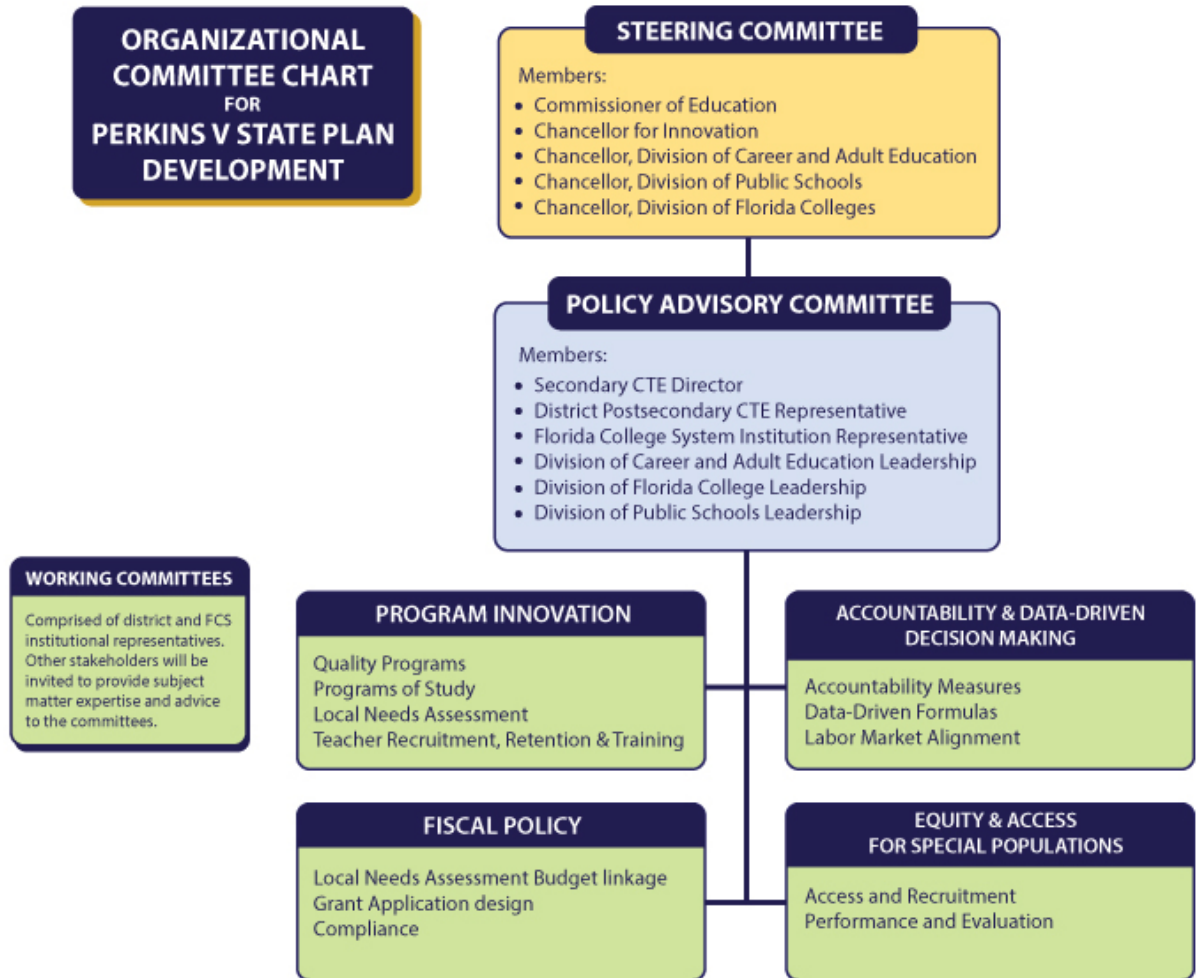 ORGANIZATIONAL
COMMITTEE CHART
FOR
PERKINS V STATE PLAN
DEVELOPMENT
STEERING COMMITTEE
Members:
• Commissioner of Education
• Chancellor for Innovation
• Chancellor, Division of Career and Adult Education
• Chancellor, Division of Public Schools
• Chancellor, Division of Florida Colleges
POLICY ADVISORY COMMITTEE
Members:
• Secondary CTE Director
• District Postsecondary CTE Representative
• Florida College System Institution Representative
• Division of Career and Adult Education Leadership
• Division of Florida College Leadership
• Division of Public Schools Leadership
WORKING COMMITTEES
Comprised of district and FCS
institutional representatives.
Other stakeholders will be
invited to provide subject
matter expertise and advice
to the committees.
PROGRAM INNOVATION
Quality Programs
Programs of Study
Local Needs Assessment
Teacher Recruitment, Retention & Training
ACCOUNTABILITY & DATA-DRIVEN
DECISION MAKING
Accountability Measures
Data-Driven Formulas
Labor Market Alignment
FISCAL POLICY
Local Needs Assessment Budget linkage
Grant Application design
Compliance
EQUITY & ACCESS
FOR SPECIAL POPULATIONS
Access and Recruitment
Performance and Evaluation